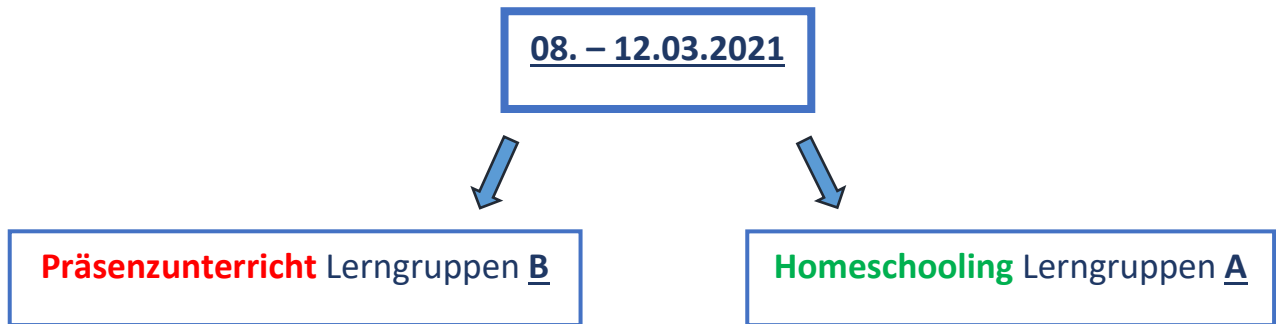 08. – 12.03.2021
Präsenzunterricht Lerngruppen B
Homeschooling Lerngruppen A